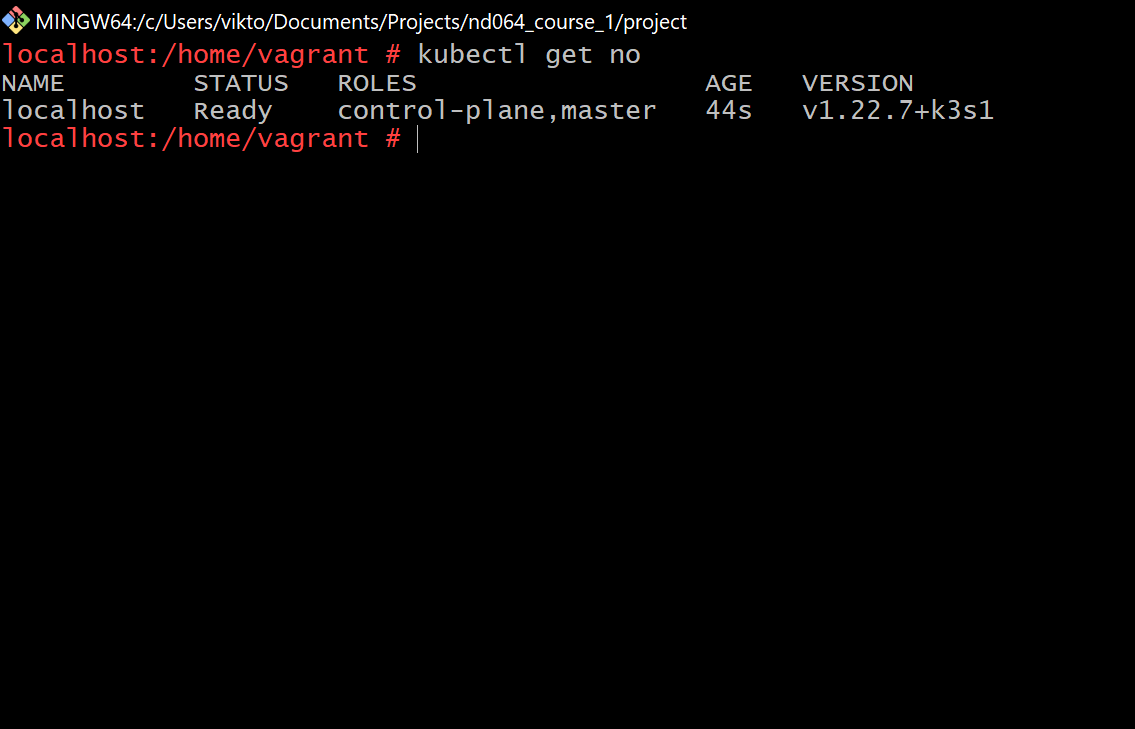 MINGW64:/c/Users/vikto/Documents/Projects/nd064_course_1/project
localhost:/home/vagrant # kubectl get no
NAME        STATUS   ROLES                  AGE   VERSION
localhost   Ready    control-plane,master   44s   v1.22.7+k3s1
localhost:/home/vagrant #